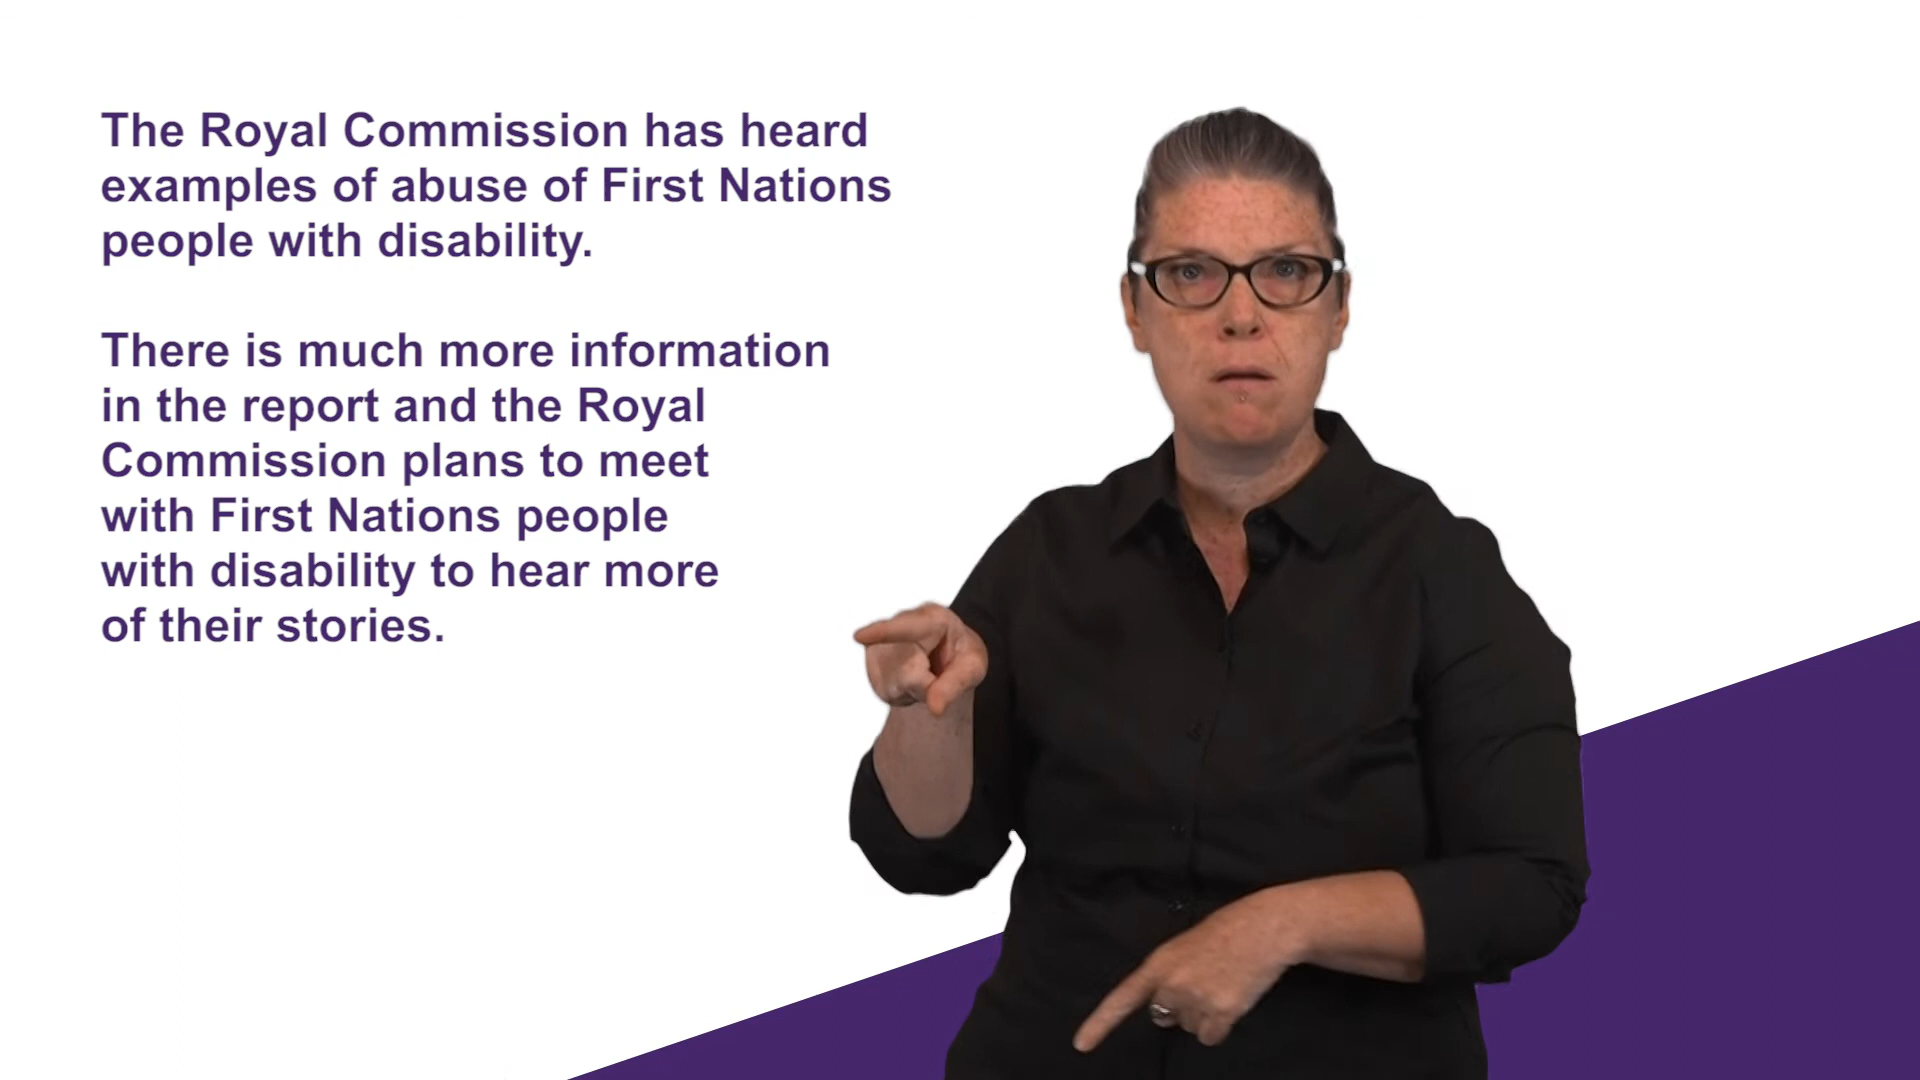 The Royal Commission has heard
examples of abuse of First Nations
people with disability.
There is much more information
in the report and the Royal
Commission plans to meet
with First Nations people
with disability to hear more
of their stories.